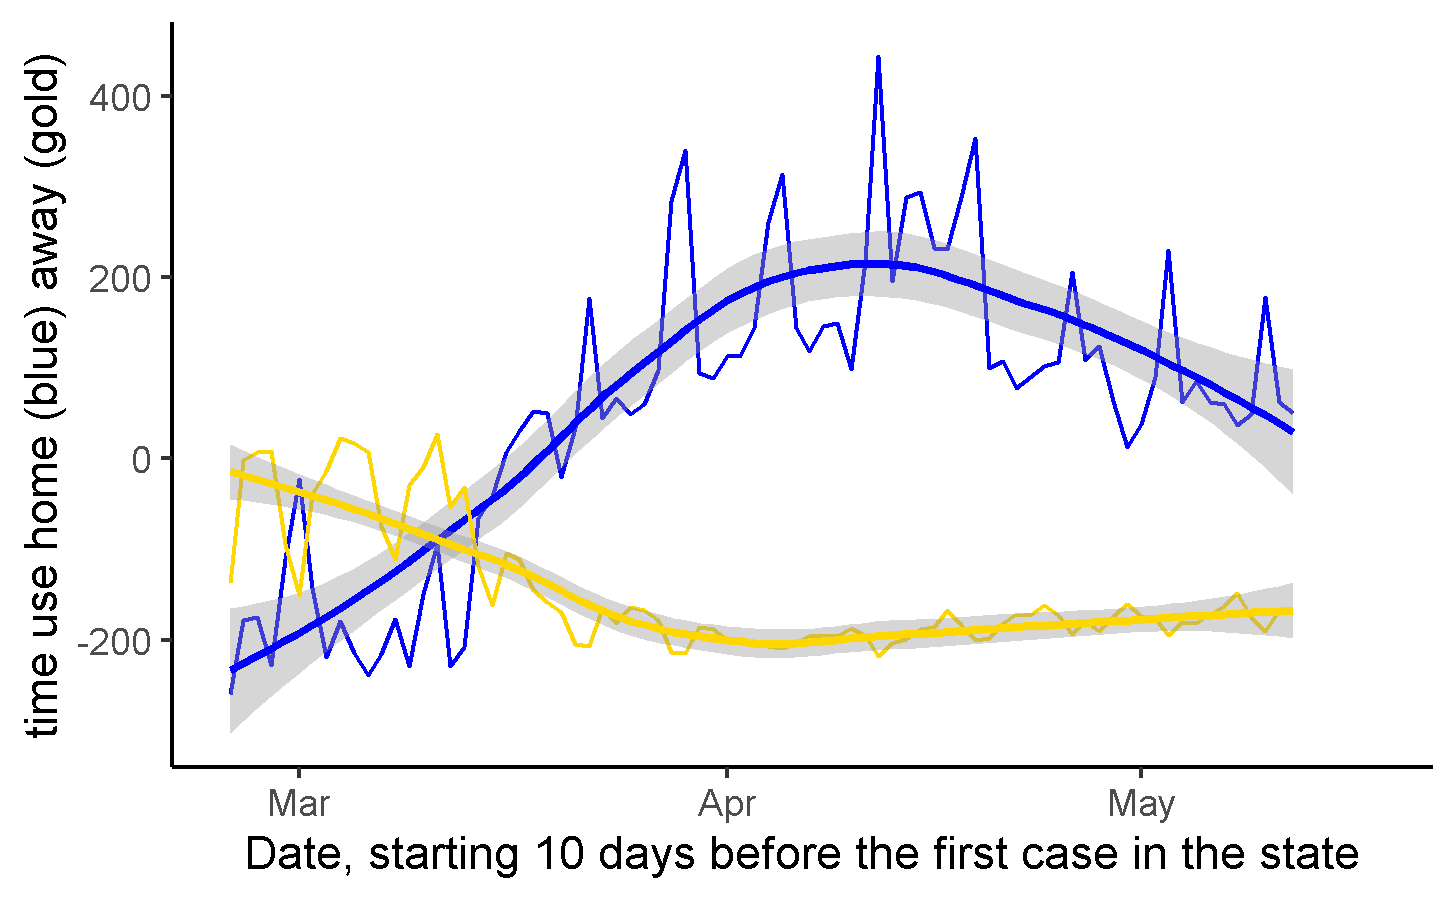 time use home (blue) away (gold)
400
200
0
-200
Mar Apr May
Date, starting 10 days before the first case in the state